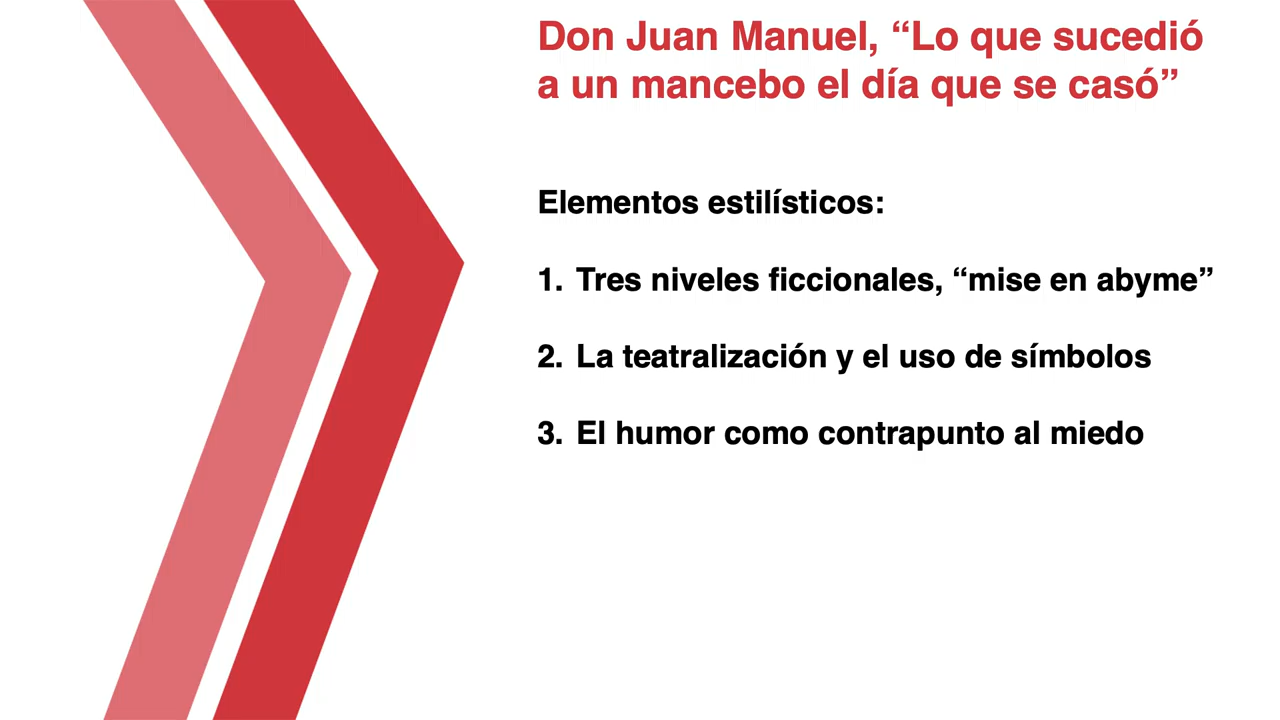 Don Juan Manuel, “Lo que sucedió
a un mancebo el día que se casó”
Elementos estilísticos:
1. Tres niveles ficcionales, “mise en abyme”
2. La teatralización y el uso de símbolos
3. El humor como contrapunto al miedo